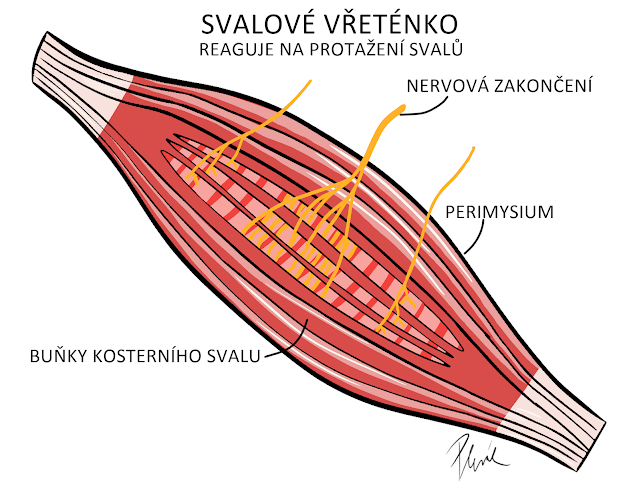 SVALOVÉ VŘETÉNKO
REAGUJE NA PROTAŽENÍ SVALŮ
NERVOVÁ ZAKONČENÍ
PERIMYSIUM
BUŇKY KOSTERNÍHO SVALU